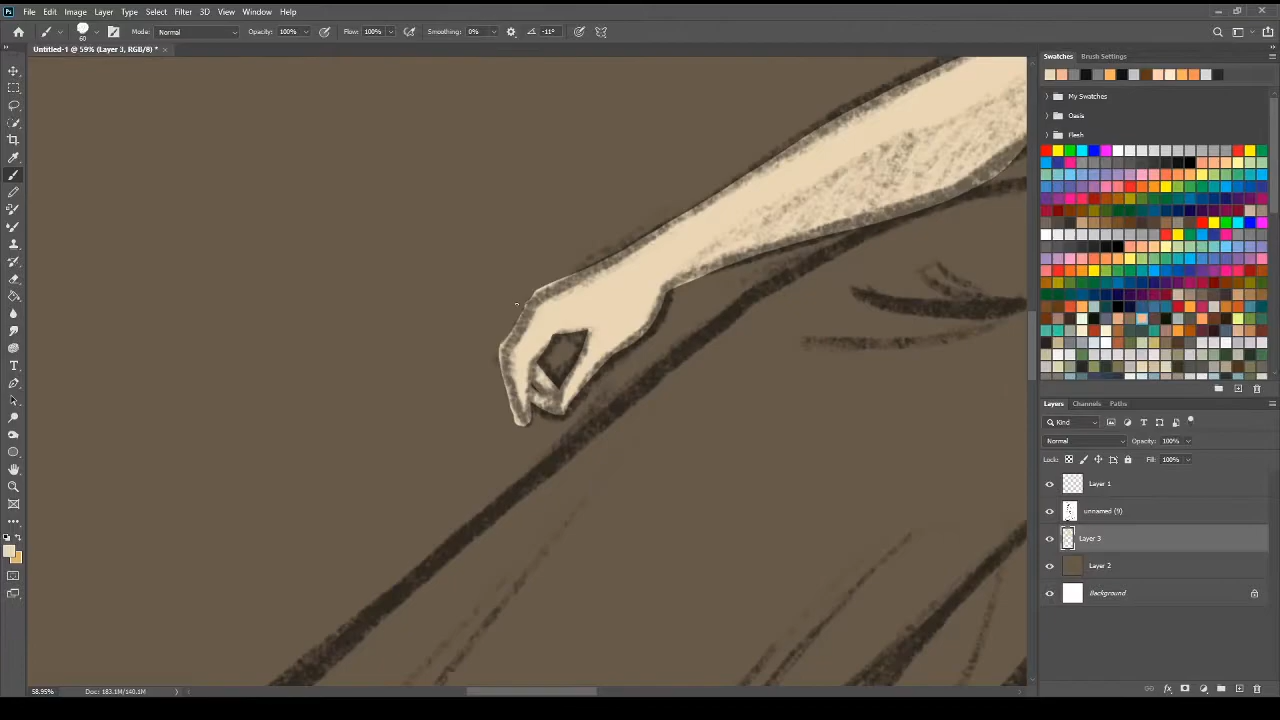 Ps File Edit Image Layer Type Select Filter 3D View Window Help
60 Mode: Normal Opacity: 100% Flow: 100% Smoothing: 0% -11°
Untitled-1 @ 59% (Layer 3, RGB/8) *
Swatches Brush Settings
My Swatches
Oasis
Flesh
Layers Channels Paths
Kind
Normal Opacity: 100%
Lock: Fill: 100%
Layer 1
unnamed (9)
Layer 3
Layer 2
Background
58.95% Doc: 183.1M/140.1M